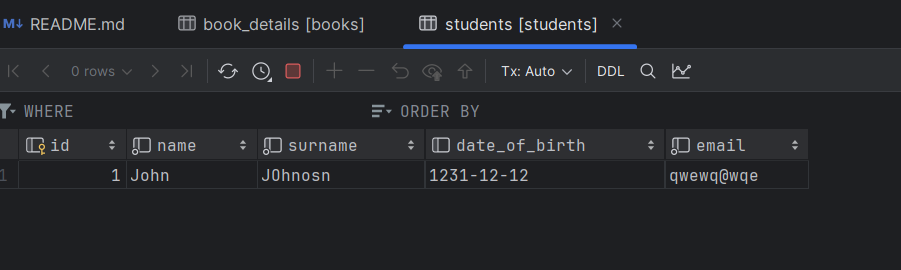 M↓ README.md book_details [books] students [students] ×
0 rows Tx: Auto DDL
WHERE ORDER BY
id name surname date_of_birth email
1 1 John JOhnosn 1231-12-12 qwewq@wqe